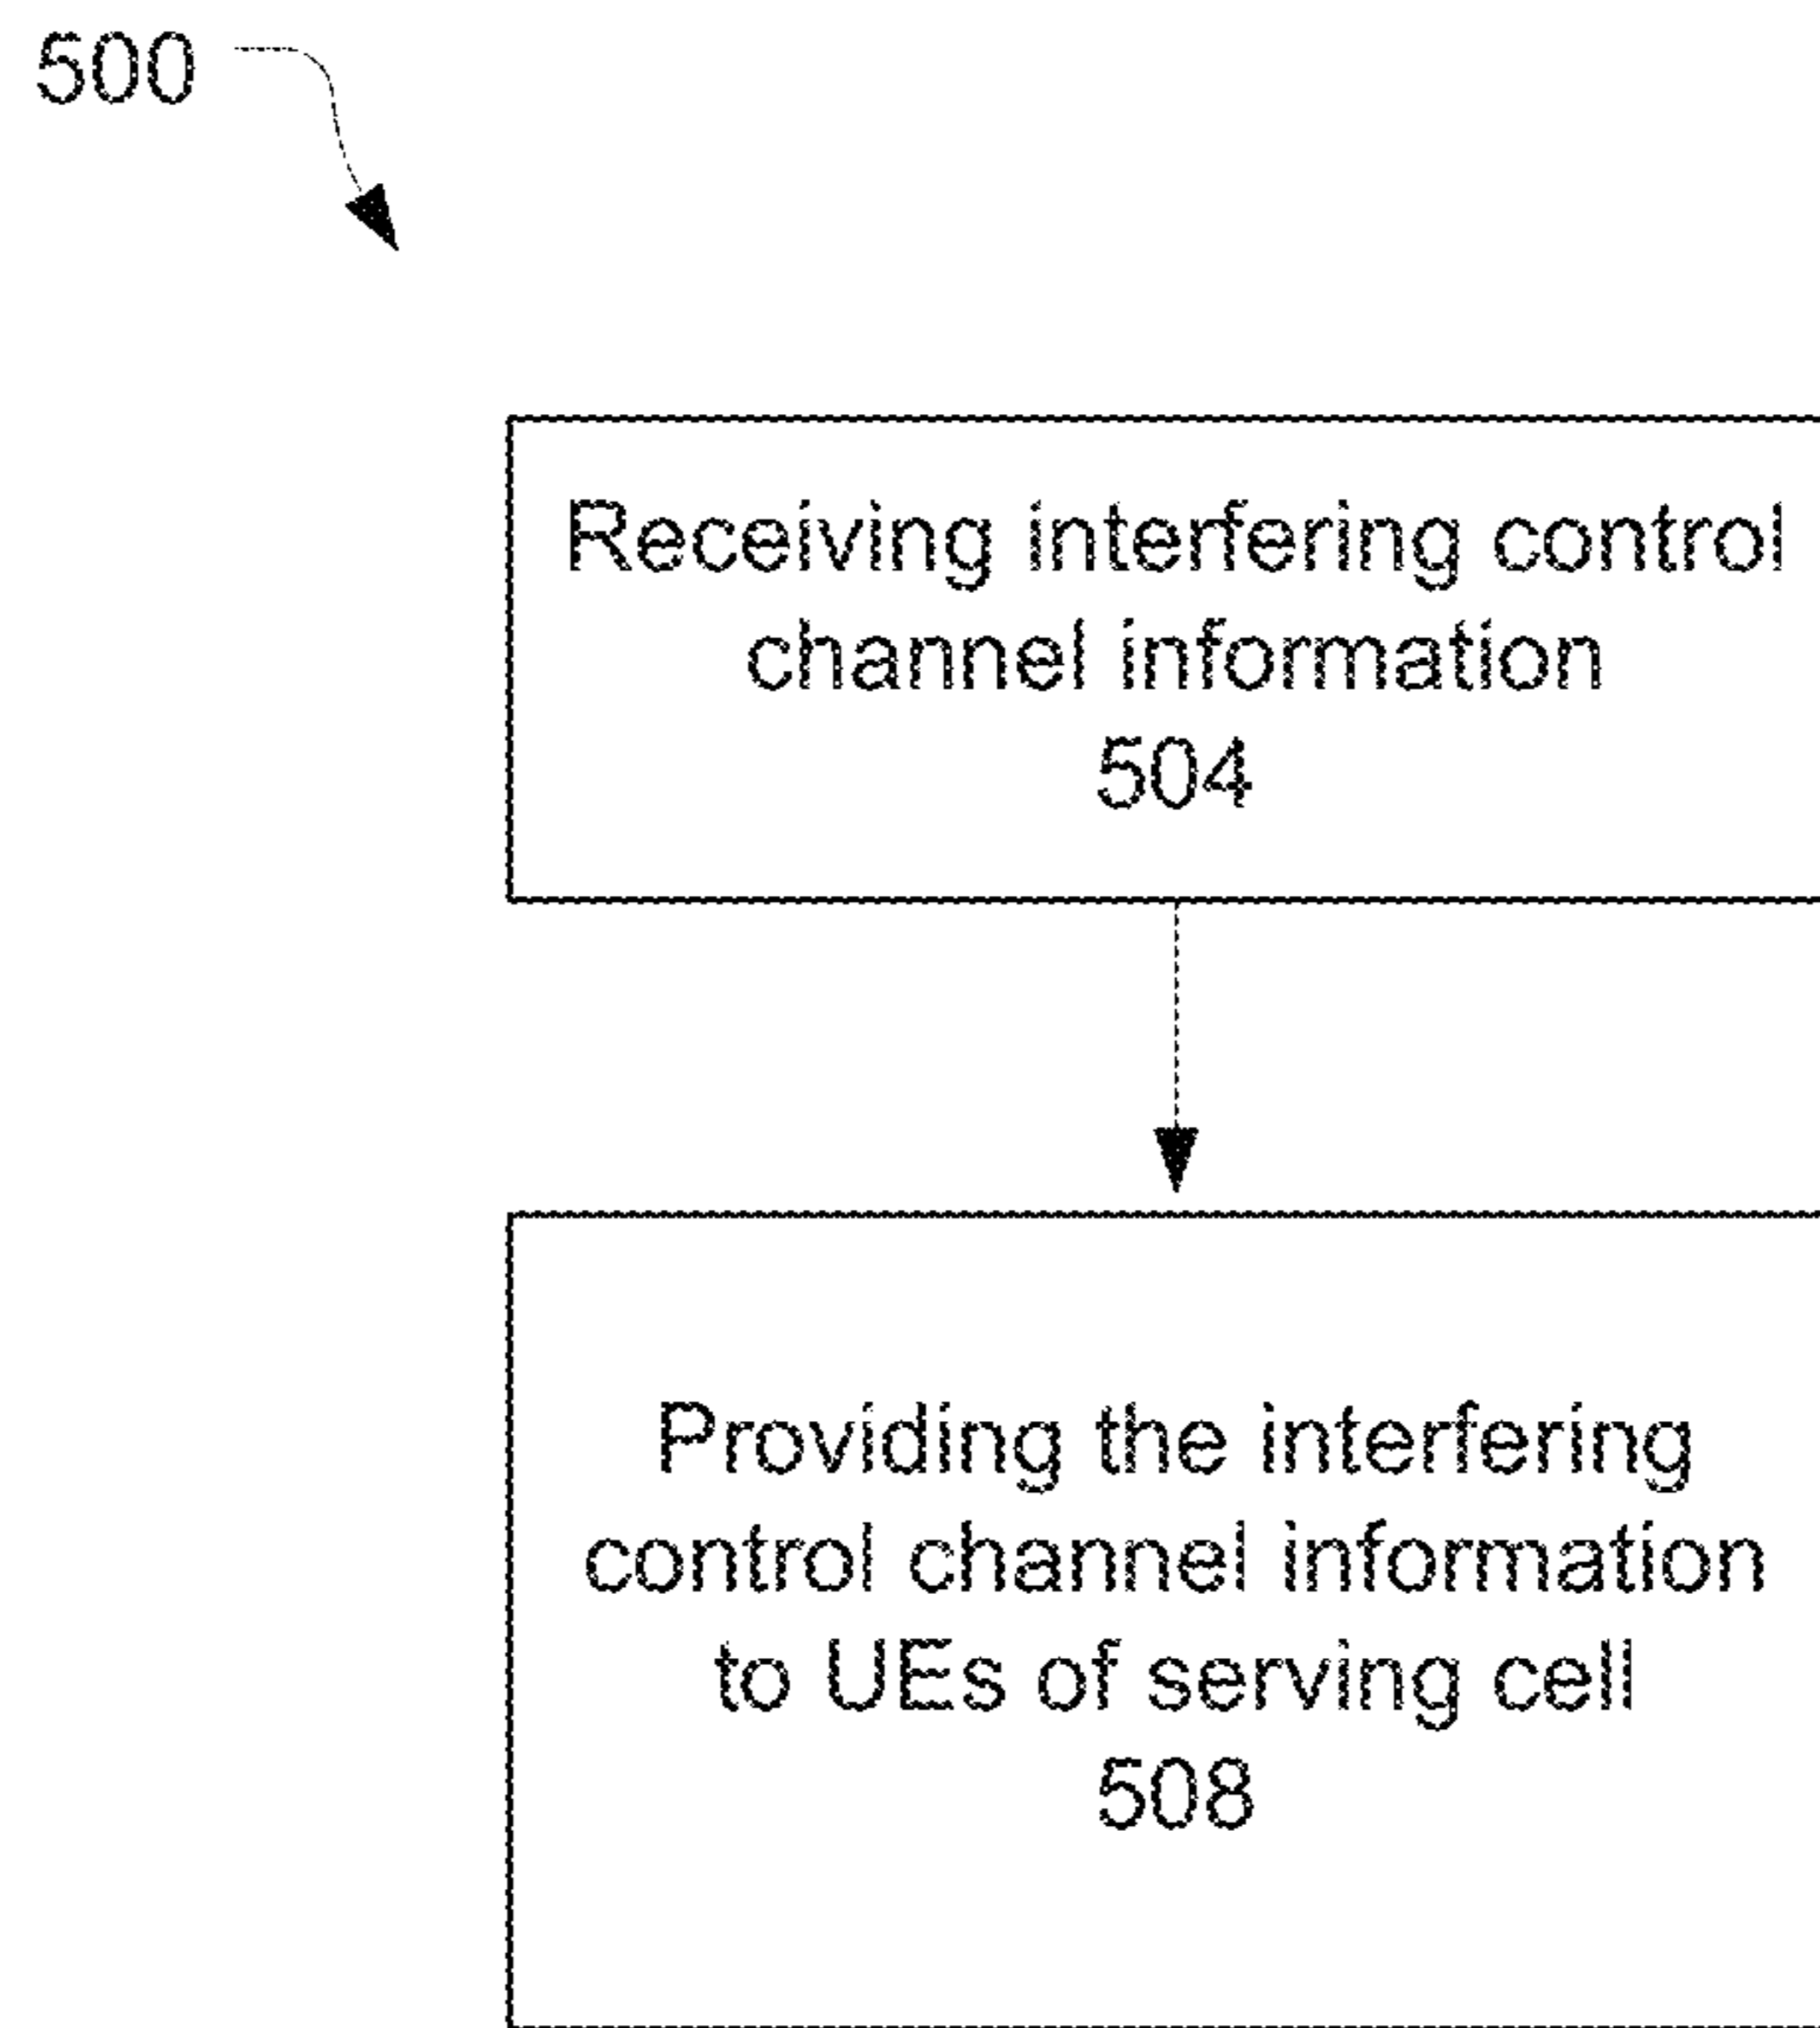 500
Receiving interfering control
channel information
504
Providing the interfering
control channel information
to UEs of serving cell
508